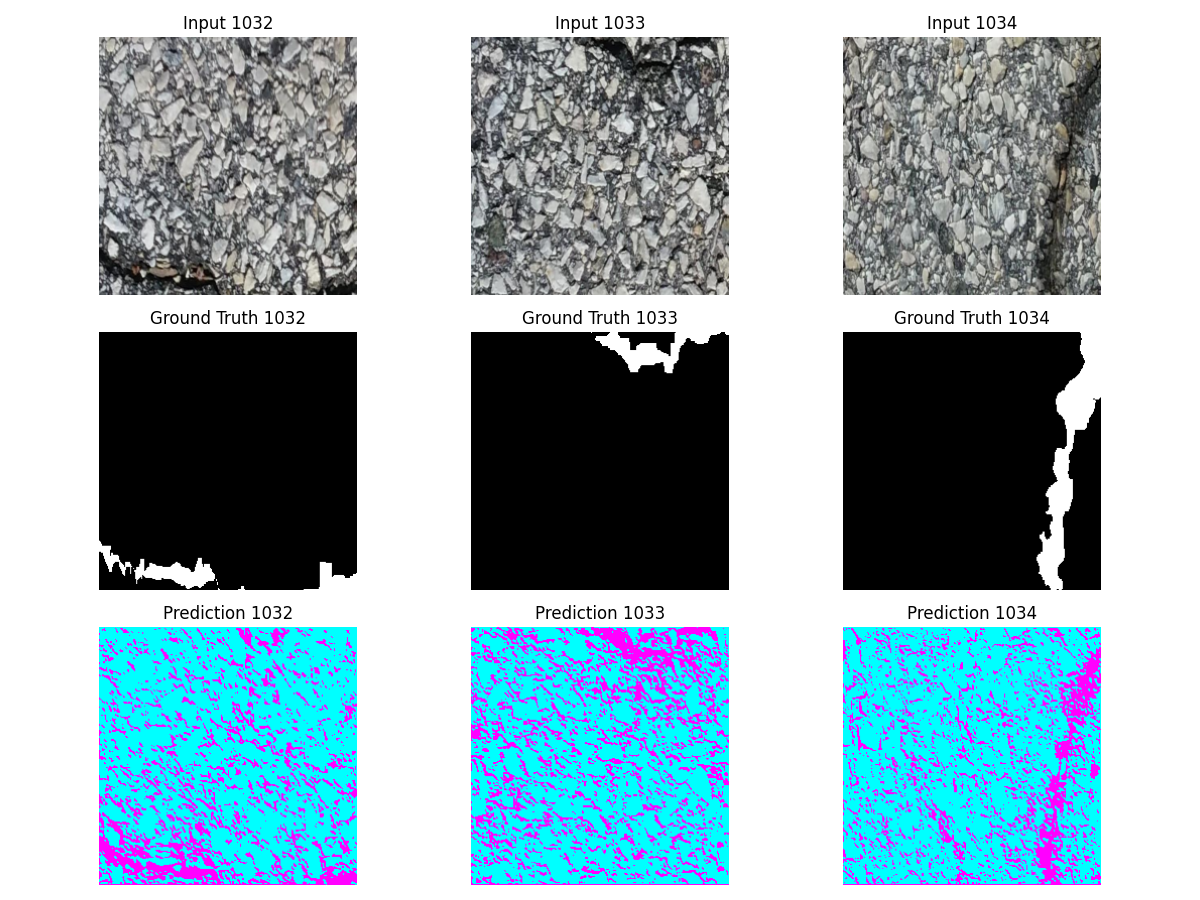 Input 1032
Input 1033
Input 1034
Ground Truth 1032
Ground Truth 1033
Ground Truth 1034
Prediction 1032
Prediction 1033
Prediction 1034